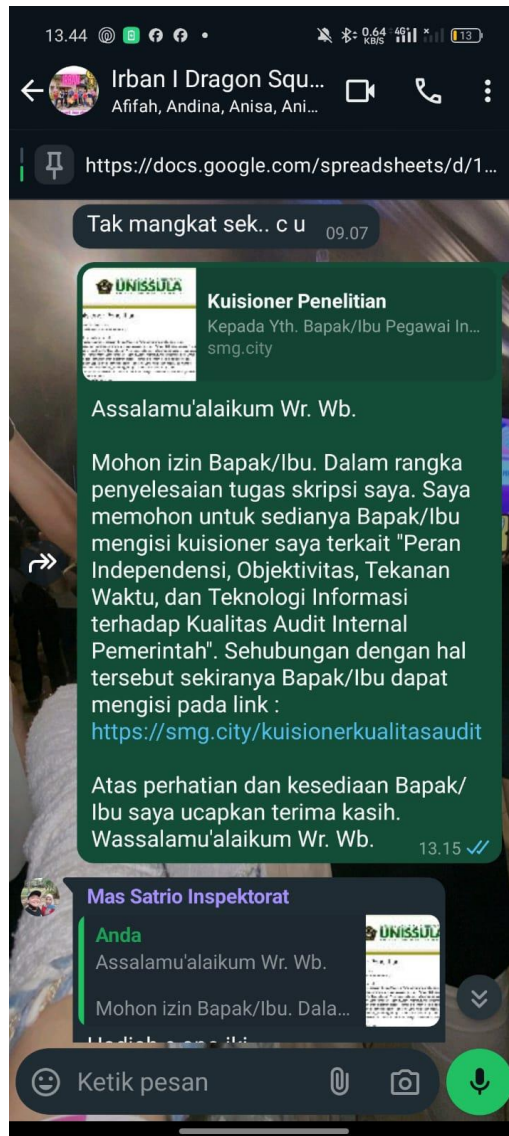 13.44
0.64 KB/S
4G
13
Irban I Dragon Squ...
Afifah, Andina, Anisa, Ani...
https://docs.google.com/spreadsheets/d/1...
Tak mangkat sek.. c u 09.07
UNISSULA
Kuisioner Penelitian
Kepada Yth. Bapak/Ibu Pegawai In...
smg.city
Assalamu'alaikum Wr. Wb.
Mohon izin Bapak/Ibu. Dalam rangka
penyelesaian tugas skripsi saya. Saya
memohon untuk sedianya Bapak/Ibu
mengisi kuisioner saya terkait "Peran
Independensi, Objektivitas, Tekanan
Waktu, dan Teknologi Informasi
terhadap Kualitas Audit Internal
Pemerintah". Sehubungan dengan hal
tersebut sekiranya Bapak/Ibu dapat
mengisi pada link :
https://smg.city/kuisionerkualitasaudit
Atas perhatian dan kesediaan Bapak/
Ibu saya ucapkan terima kasih.
Wassalamu'alaikum Wr. Wb. 13.15
Mas Satrio Inspektorat
Anda
Assalamu'alaikum Wr. Wb.
Mohon izin Bapak/Ibu. Dala...
UNISSULA
Ketik pesan